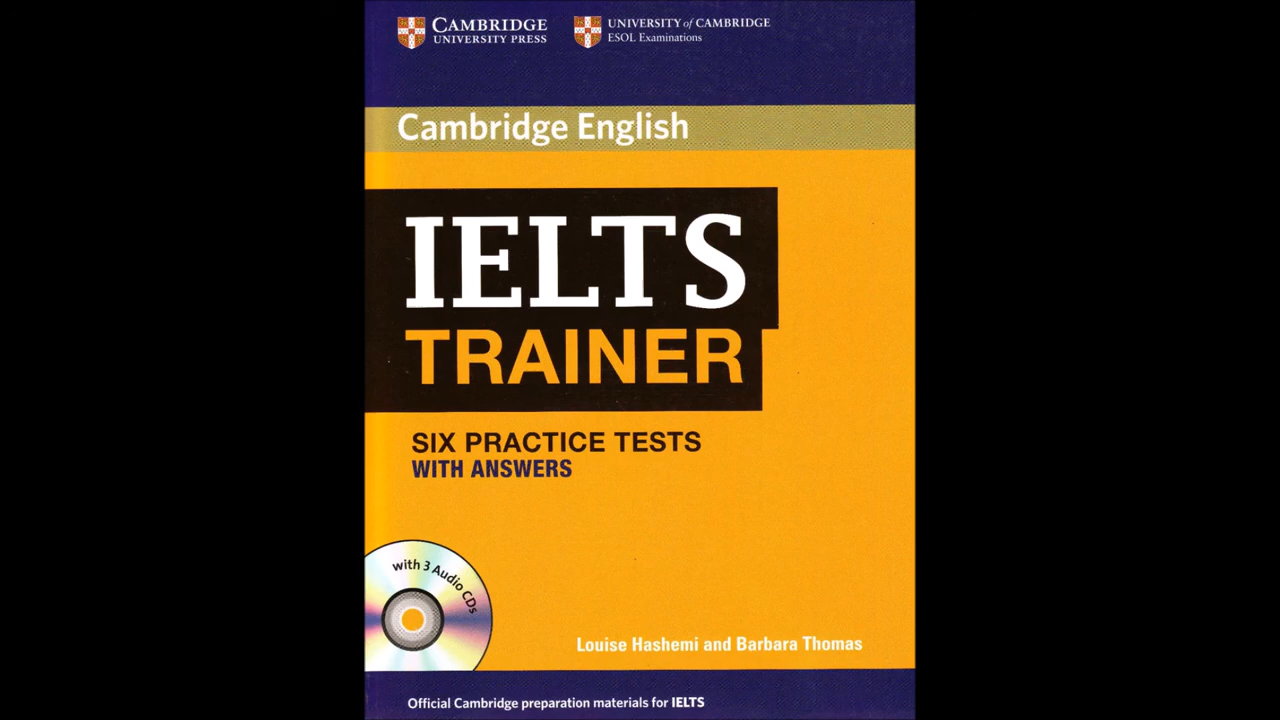 CAMBRIDGE
UNIVERSITY PRESS
UNIVERSITY of CAMBRIDGE
ESOL Examinations
Cambridge English
IELTS
TRAINER
SIX PRACTICE TESTS
WITH ANSWERS
with 3 Audio CDs
Louise Hashemi and Barbara Thomas
Official Cambridge preparation materials for IELTS